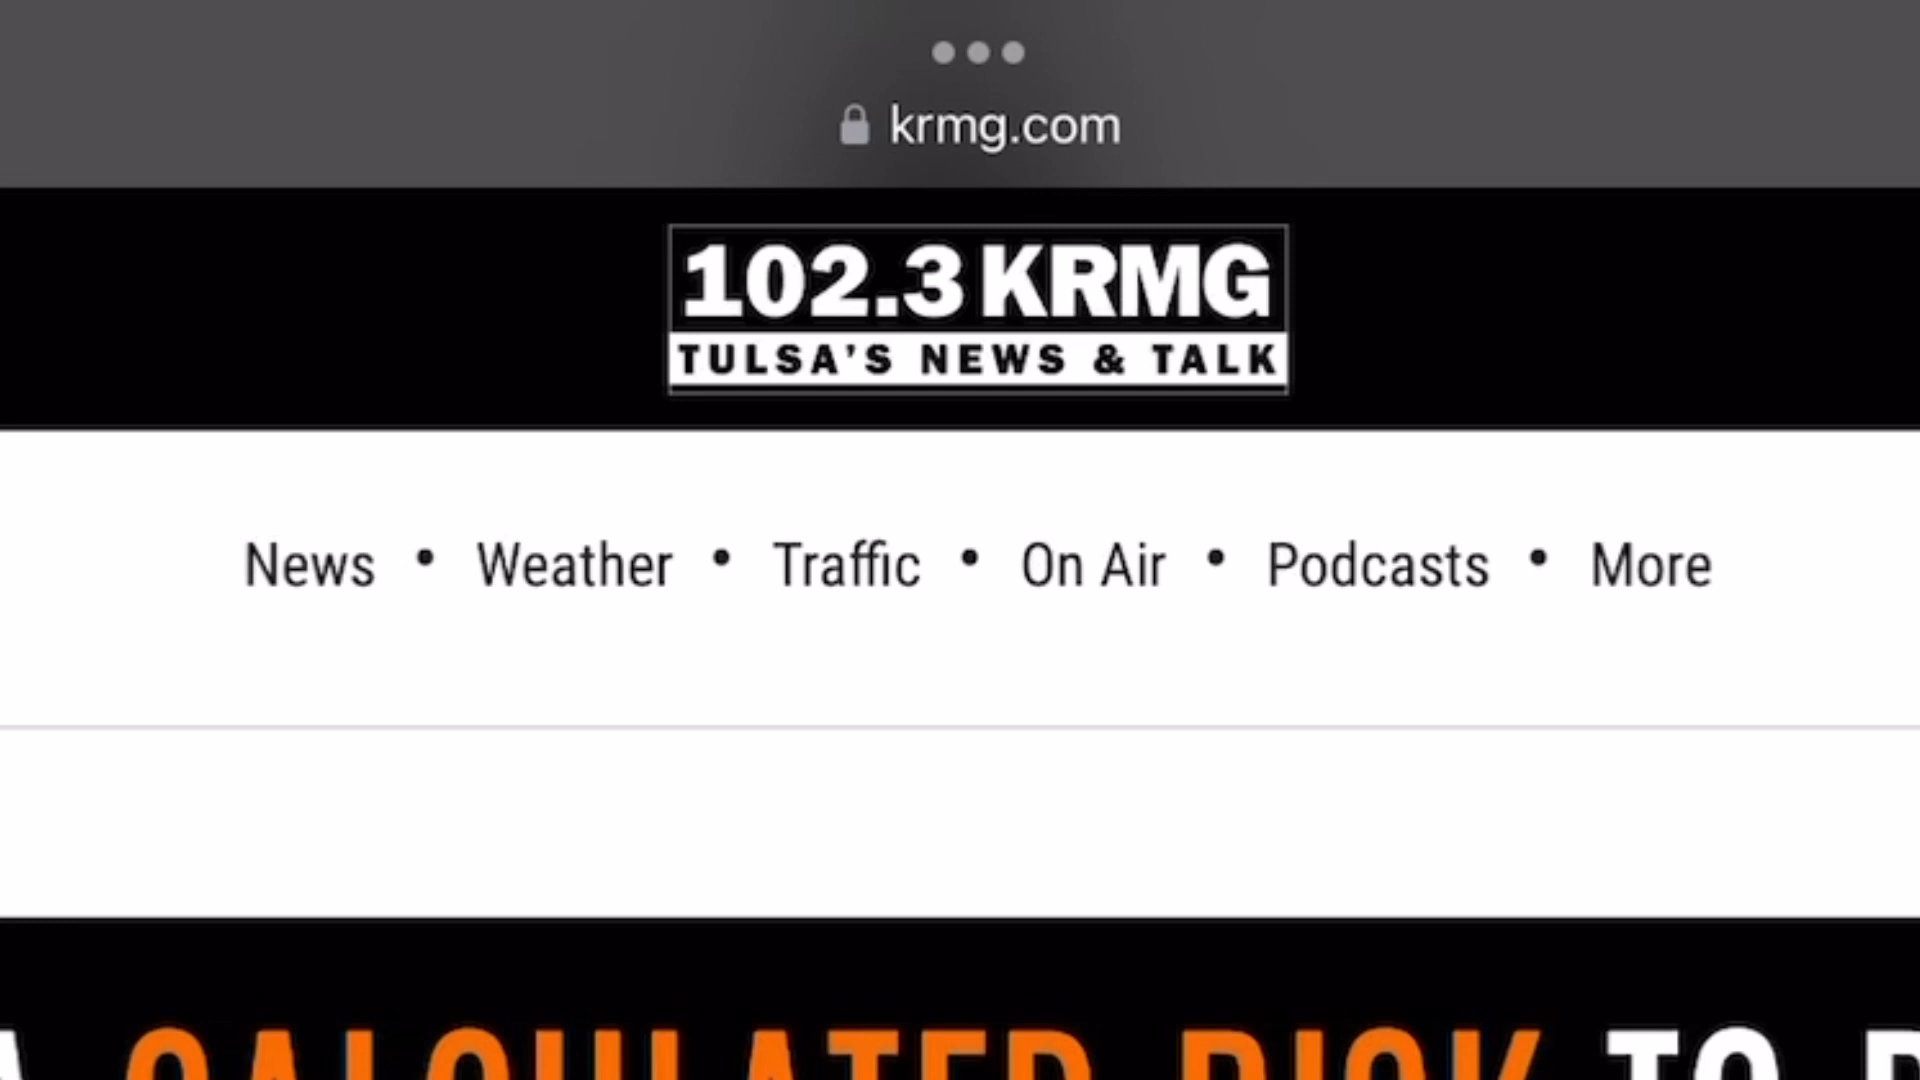 krmg.com
102.3 KRMG
TULSA'S NEWS & TALK
News • Weather • Traffic • On Air • Podcasts • More
A CALCULATED RISK TO